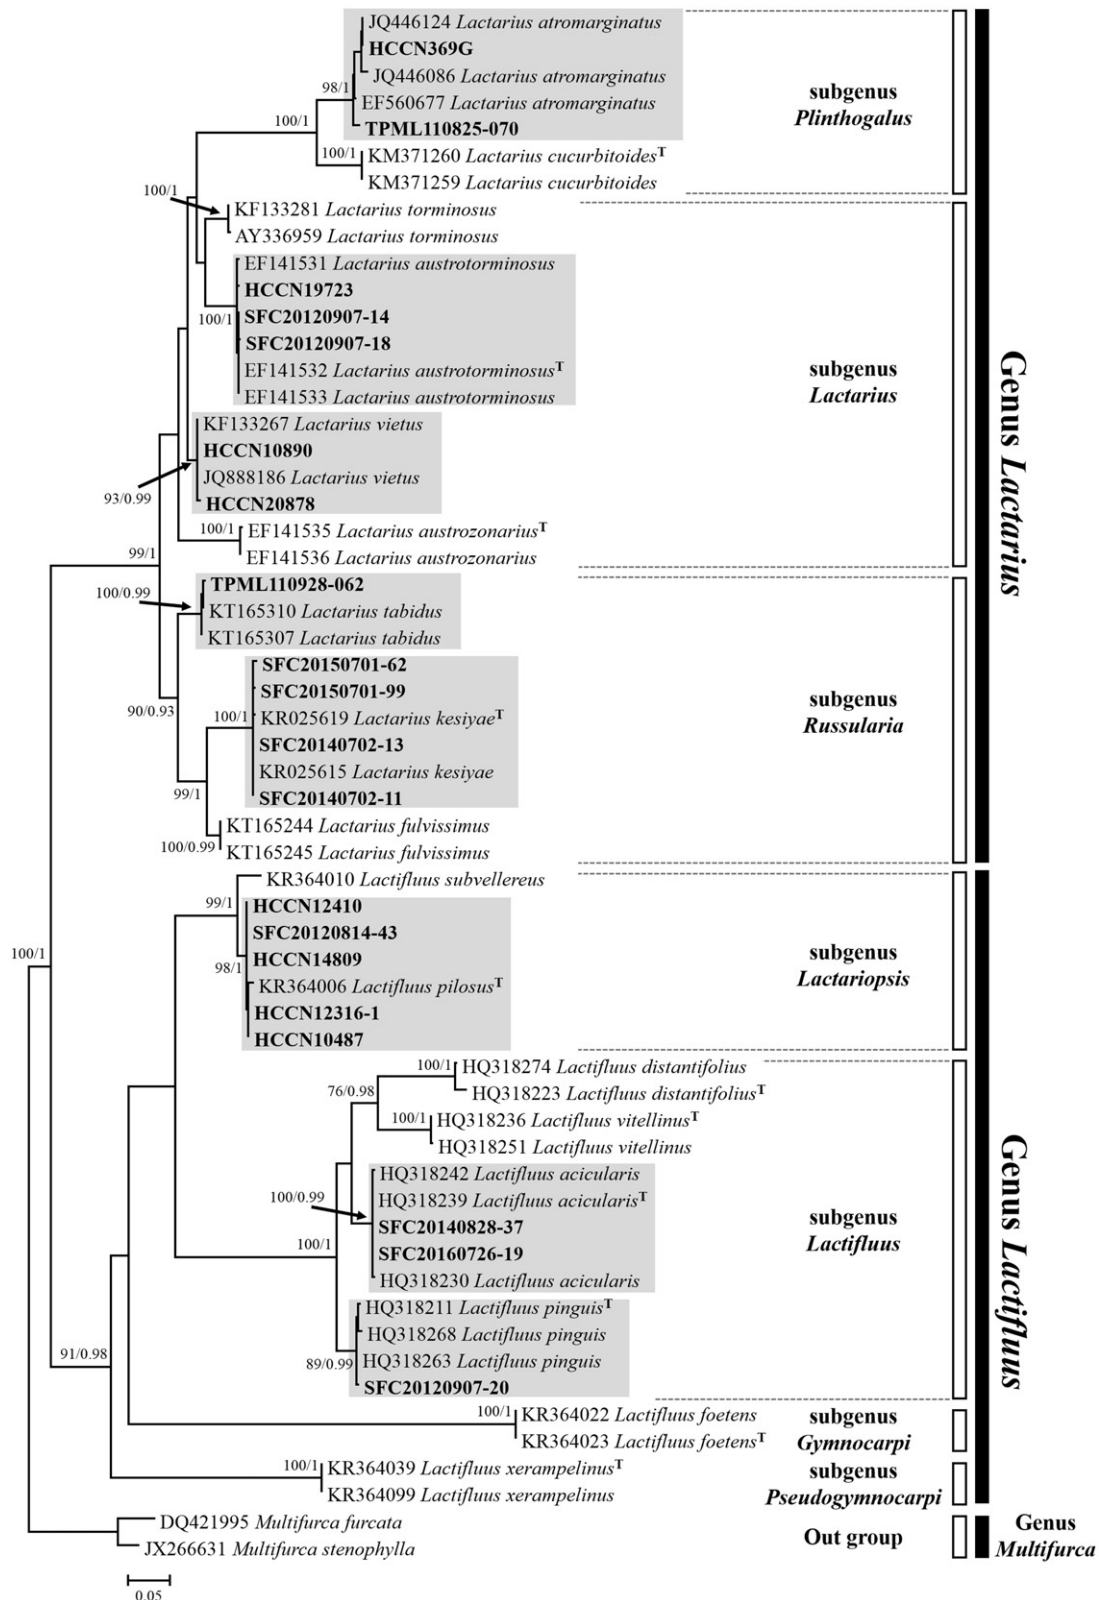 JQ446124 Lactarius atromarginatus
HCCN369G
JQ446086 Lactarius atromarginatus
98/1
EF560677 Lactarius atromarginatus
TPML110825-070
100/1
KM371260 Lactarius cucurbitoidesT
100/1
KM371259 Lactarius cucurbitoides
subgenus
Plinthogalus
100/1
KF133281 Lactarius torminosus
AY336959 Lactarius torminosus
EF141531 Lactarius austrotorminosus
HCCN19723
SFC20120907-14
100/1
SFC20120907-18
EF141532 Lactarius austrotorminosusT
EF141533 Lactarius austrotorminosus
subgenus
Lactarius
KF133267 Lactarius vietus
HCCN10890
JQ888186 Lactarius vietus
93/0.99
HCCN20878
100/1
EF141535 Lactarius austrozonariusT
EF141536 Lactarius austrozonarius
99/1
Genus Lactarius
TPML110928-062
100/0.99
KT165310 Lactarius tabidus
KT165307 Lactarius tabidus
SFC20150701-62
SFC20150701-99
90/0.93
100/1
KR025619 Lactarius kesiyaeT
SFC20140702-13
KR025615 Lactarius kesiyae
99/1
SFC20140702-11
subgenus
Russularia
KT165244 Lactarius fulvissimus
100/0.99
KT165245 Lactarius fulvissimus
KR364010 Lactifluus subvellereus
99/1
HCCN12410
SFC20120814-43
100/1
HCCN14809
98/1
KR364006 Lactifluus pilosusT
HCCN12316-1
HCCN10487
subgenus
Lactariopsis
100/1
HQ318274 Lactifluus distantifolius
76/0.98
HQ318223 Lactifluus distantifoliusT
100/1
HQ318236 Lactifluus vitellinusT
HQ318251 Lactifluus vitellinus
HQ318242 Lactifluus acicularis
100/0.99
HQ318239 Lactifluus acicularisT
SFC20140828-37
100/1
SFC20160726-19
HQ318230 Lactifluus acicularis
subgenus
Lactifluus
Genus Lactifluus
HQ318211 Lactifluus pinguisT
HQ318268 Lactifluus pinguis
91/0.98
89/0.99
HQ318263 Lactifluus pinguis
SFC20120907-20
100/1
KR364022 Lactifluus foetens
KR364023 Lactifluus foetensT
subgenus
Gymnocarpi
100/1
KR364039 Lactifluus xerampelinusT
KR364099 Lactifluus xerampelinus
subgenus
Pseudogymnocarpi
DQ421995 Multifurca furcata
JX266631 Multifurca stenophylla
Out group
Genus
Multifurca
0.05